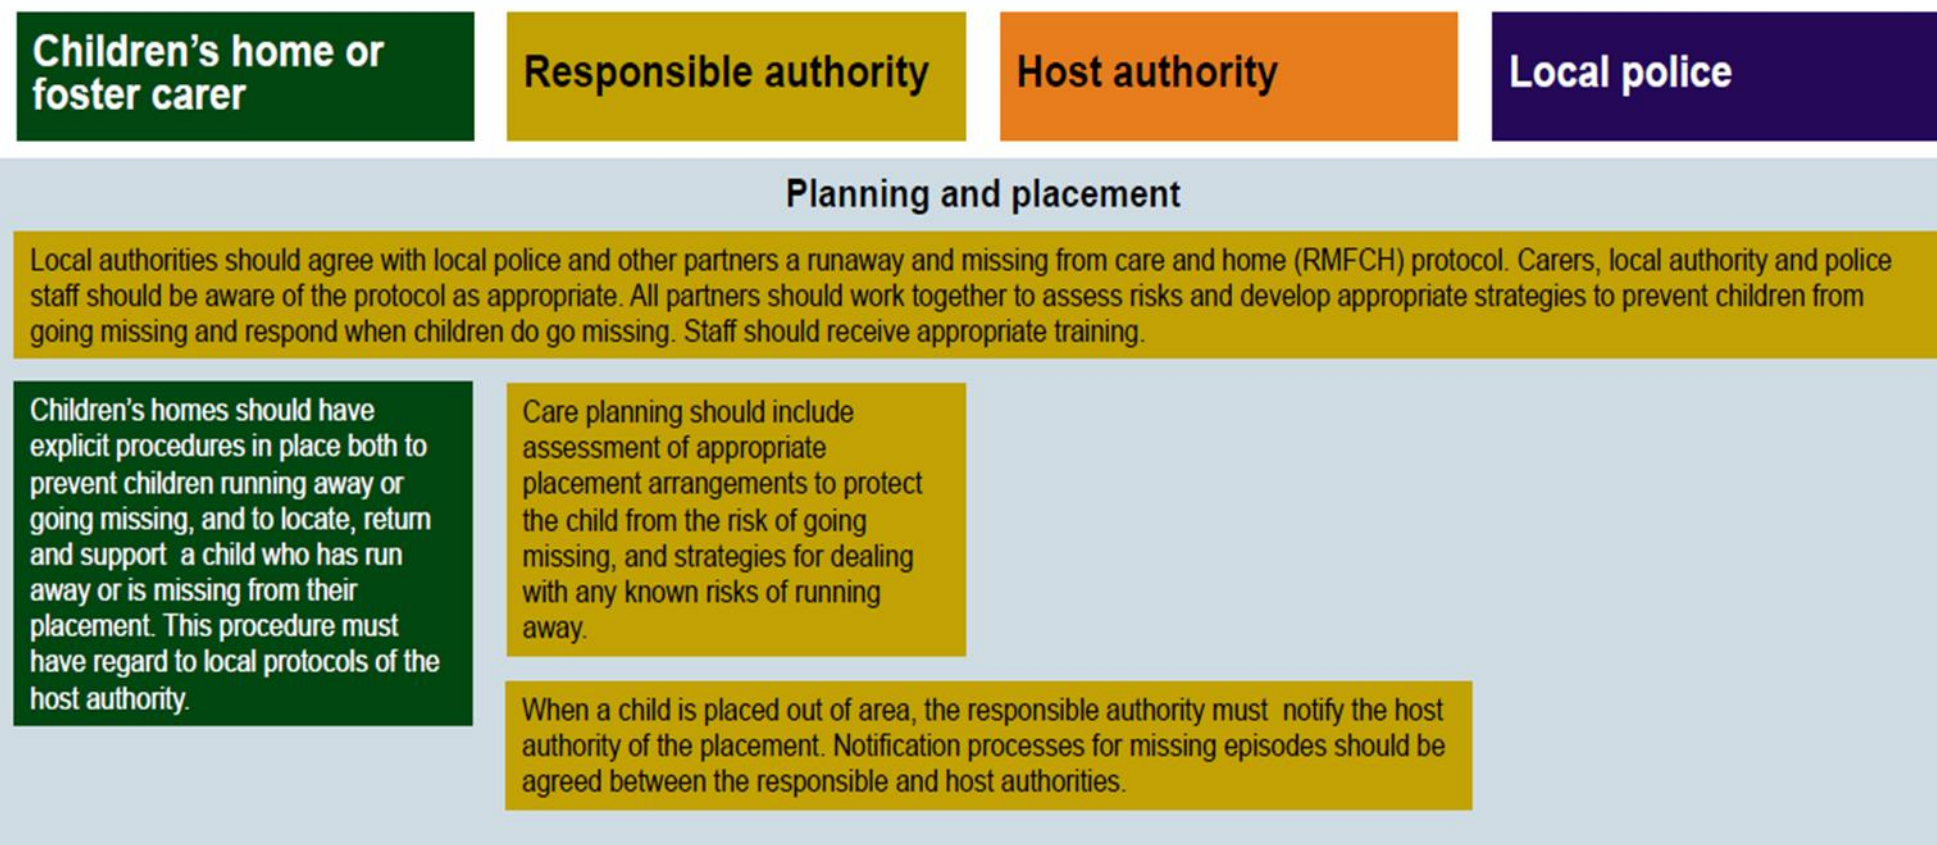 Children's home or
foster carer
Responsible authority
Host authority
Local police
Planning and placement
Local authorities should agree with local police and other partners a runaway and missing from care and home (RMFCH) protocol. Carers, local authority and police
staff should be aware of the protocol as appropriate. All partners should work together to assess risks and develop appropriate strategies to prevent children from
going missing and respond when children do go missing. Staff should receive appropriate training.
Children's homes should have
explicit procedures in place both to
prevent children running away or
going missing, and to locate, return
and support a child who has run
away or is missing from their
placement. This procedure must
have regard to local protocols of the
host authority.
Care planning should include
assessment of appropriate
placement arrangements to protect
the child from the risk of going
missing, and strategies for dealing
with any known risks of running
away.
When a child is placed out of area, the responsible authority must notify the host
authority of the placement. Notification processes for missing episodes should be
agreed between the responsible and host authorities.